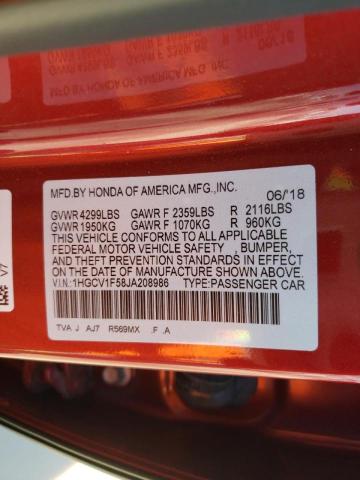 MFD.BY HONDA OF AMERICA MFG.,INC. 06/'18
GVWR 4299LBS GAWR F 2359LBS R 2116LBS
GVWR 1950KG GAWR F 1070KG R 960KG
THIS VEHICLE CONFORMS TO ALL APPLICABLE
FEDERAL MOTOR VEHICLE SAFETY , BUMPER,
AND THEFT PREVENTION STANDARDS IN EFFECT
ON THE DATE OF MANUFACTURE SHOWN ABOVE.
V.I.N. :1HGCV1F58JA208986 TYPE:PASSENGER CAR
TVA J AJ7 R569MX .F .A